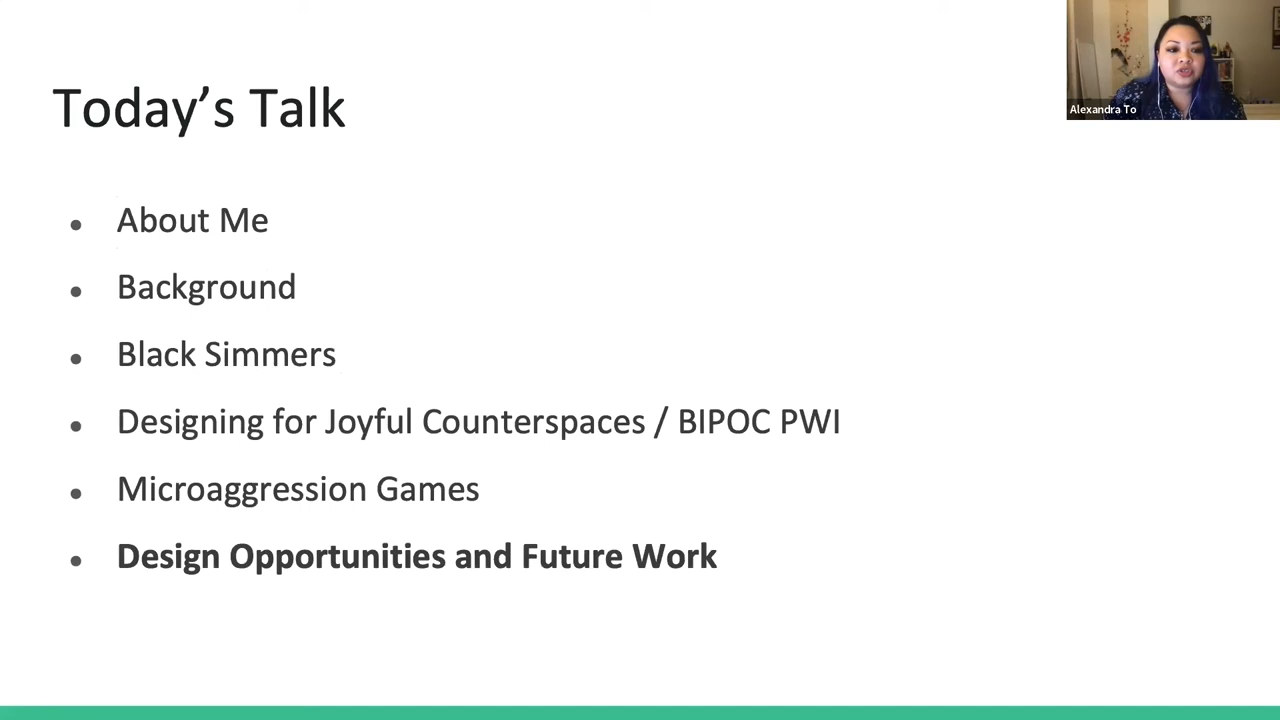 Today's Talk
Alexandra To
About Me
Background
Black Simmers
Designing for Joyful Counterspaces / BIPOC PWI
Microaggression Games
Design Opportunities and Future Work